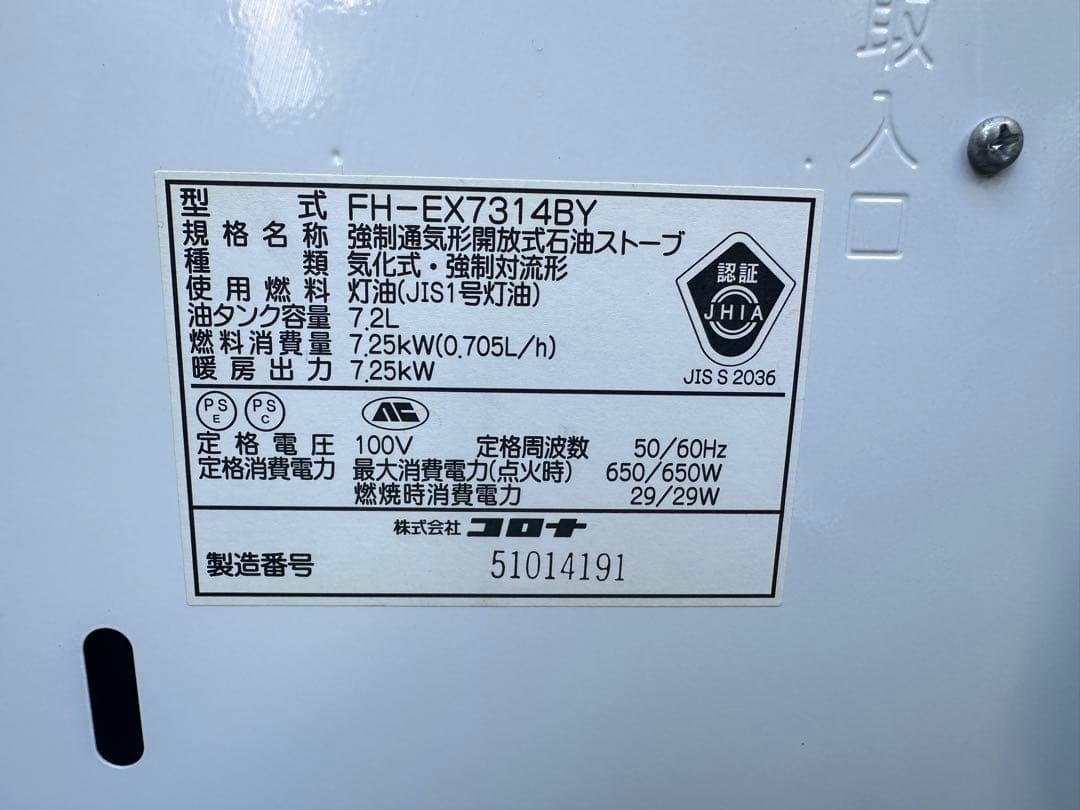 取入口
型式 FH-EX7314BY
規格名称 強制通気形開放式石油ストーブ
種類 気化式・強制対流形
使用燃料 灯油(JIS1号灯油)
油タンク容量 7.2L
燃料消費量 7.25kW(0.705L/h)
暖房出力 7.25kW
認証
JHIA
JIS S 2036
PSE PSC
定格電圧 100V 定格周波数 50/60Hz
定格消費電力 最大消費電力(点火時) 650/650W
燃焼時消費電力 29/29W
株式会社 コロナ
製造番号 51014191